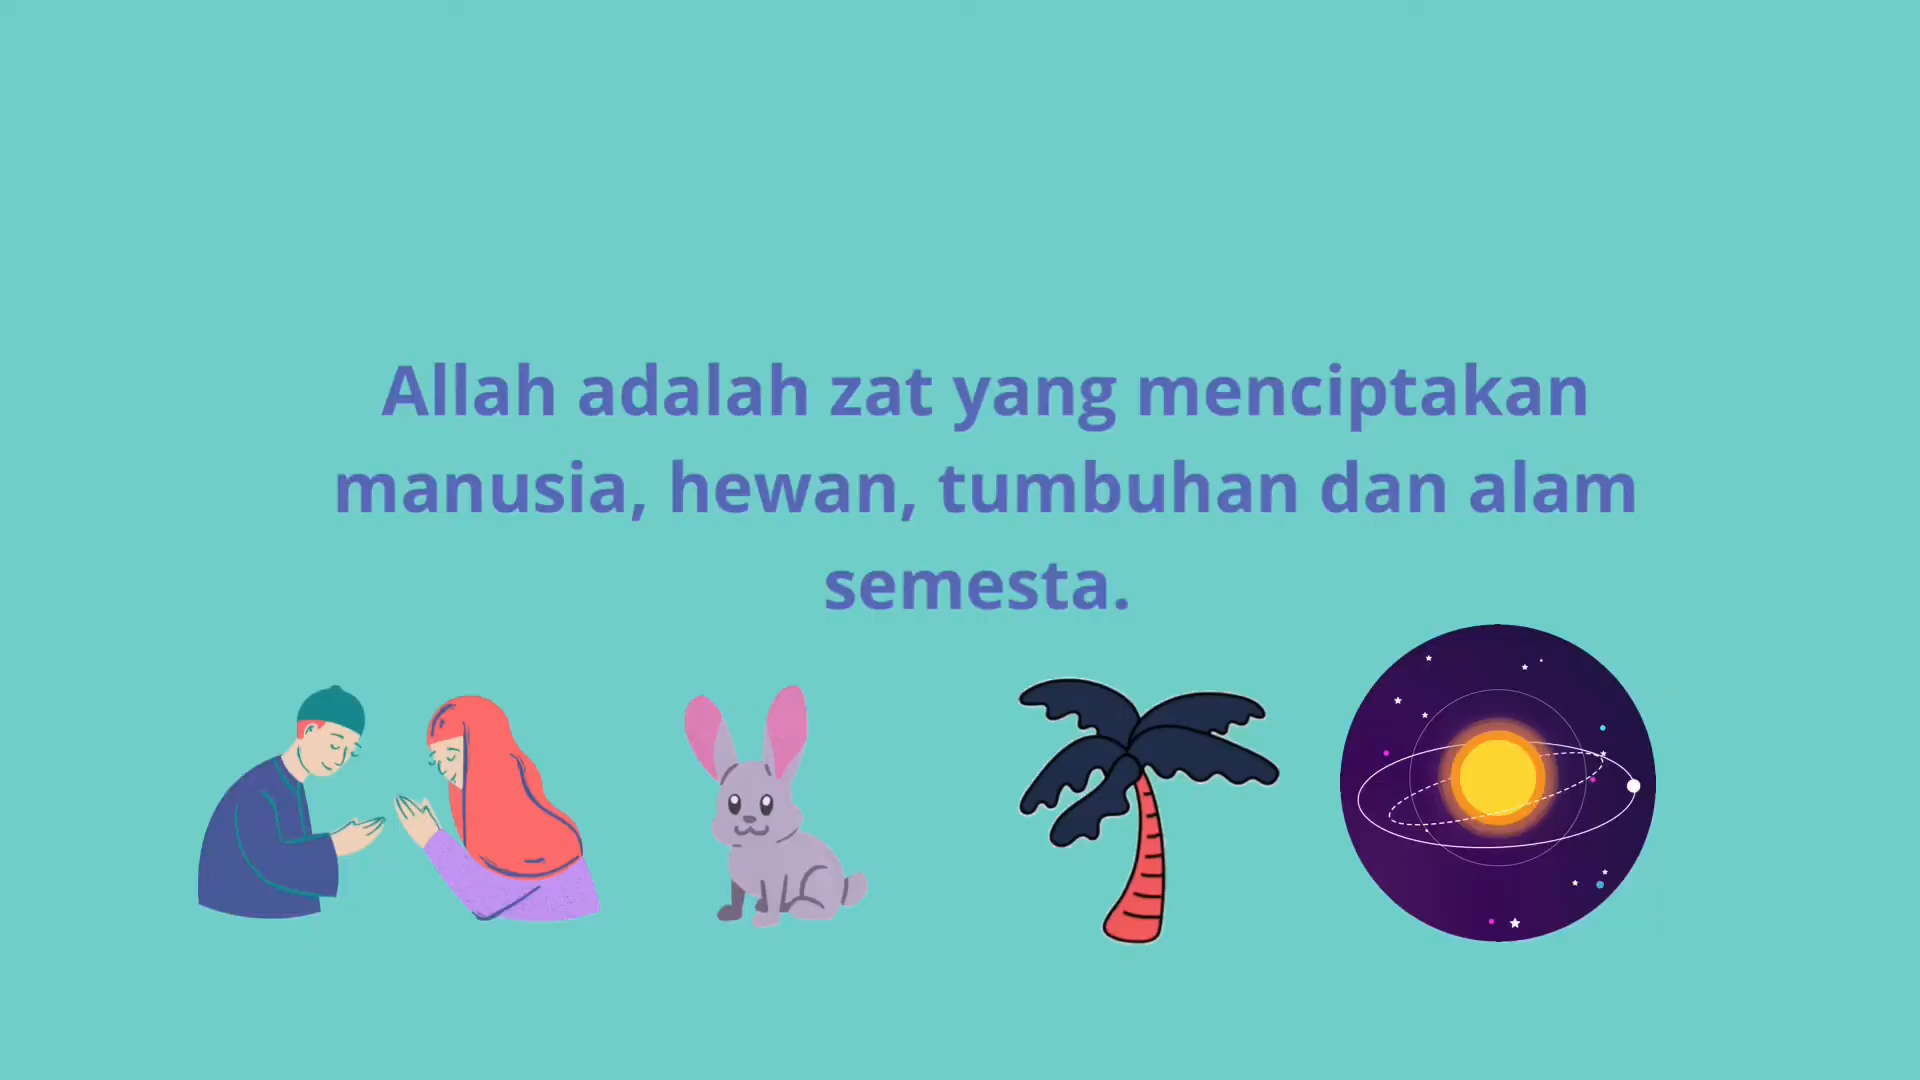 Allah adalah zat yang menciptakan
manusia, hewan, tumbuhan dan alam
semesta.